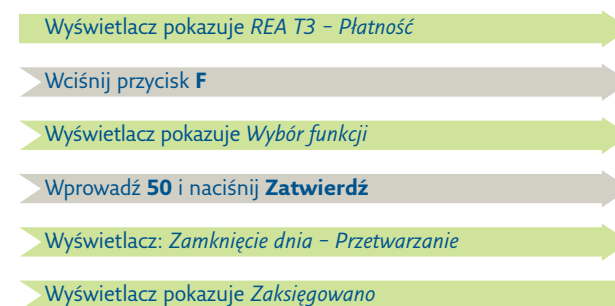 Wyświetlacz pokazuje REA T3 – Płatność
Wciśnij przycisk F
Wyświetlacz pokazuje Wybór funkcji
Wprowadź 50 i naciśnij Zatwierdź
Wyświetlacz: Zamknięcie dnia – Przetwarzanie
Wyświetlacz pokazuje Zaksięgowano